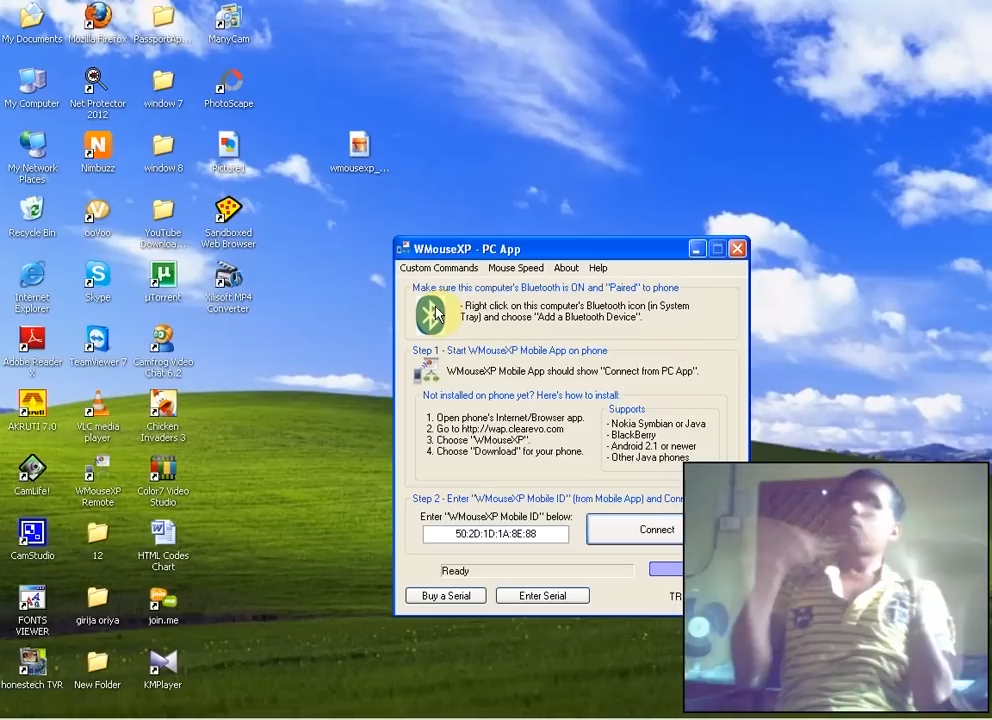 My Documents
Mozilla Firefox
PassportAp...
ManyCam
My Computer
Net Protector
2012
window 7
PhotoScape
My Network
Places
Nimbuzz
window 8
Picture1
wmousexp_...
Recycle Bin
ooVoo
YouTube
Downloa...
Sandboxed
Web Browser
Internet
Explorer
Skype
µTorrent
Xilisoft MP4
Converter
Adobe Reader
X
TeamViewer 7
Camfrog Video
Chat 6.2
AKRUTI 7.0
VLC media
player
Chicken
Invaders 3
CamLife!
WMouseXP
Remote
Color7 Video
Studio
CamStudio
12
HTML Codes
Chart
FONTS
VIEWER
girija oriya
join.me
honestech TVR
New Folder
KMPlayer
WMouseXP - PC App
Custom Commands Mouse Speed About Help
Make sure this computer's Bluetooth is ON and "Paired" to phone
- Right click on this computer's Bluetooth icon (in System
Tray) and choose "Add a Bluetooth Device".
Step 1 - Start WMouseXP Mobile App on phone
WMouseXP Mobile App should show "Connect from PC App".
Not installed on phone yet? Here's how to install:
1. Open phone's Internet/Browser app.
2. Go to http://wap.clearevo.com
3. Choose "WMouseXP".
4. Choose "Download" for your phone.
Supports
- Nokia Symbian or Java
- BlackBerry
- Android 2.1 or newer
- Other Java phones
Step 2 - Enter "WMouseXP Mobile ID" (from Mobile App) and Conn
Enter "WMouseXP Mobile ID" below:
50:2D:1D:1A:8E:88
Connect
Ready
Buy a Serial
Enter Serial
TR